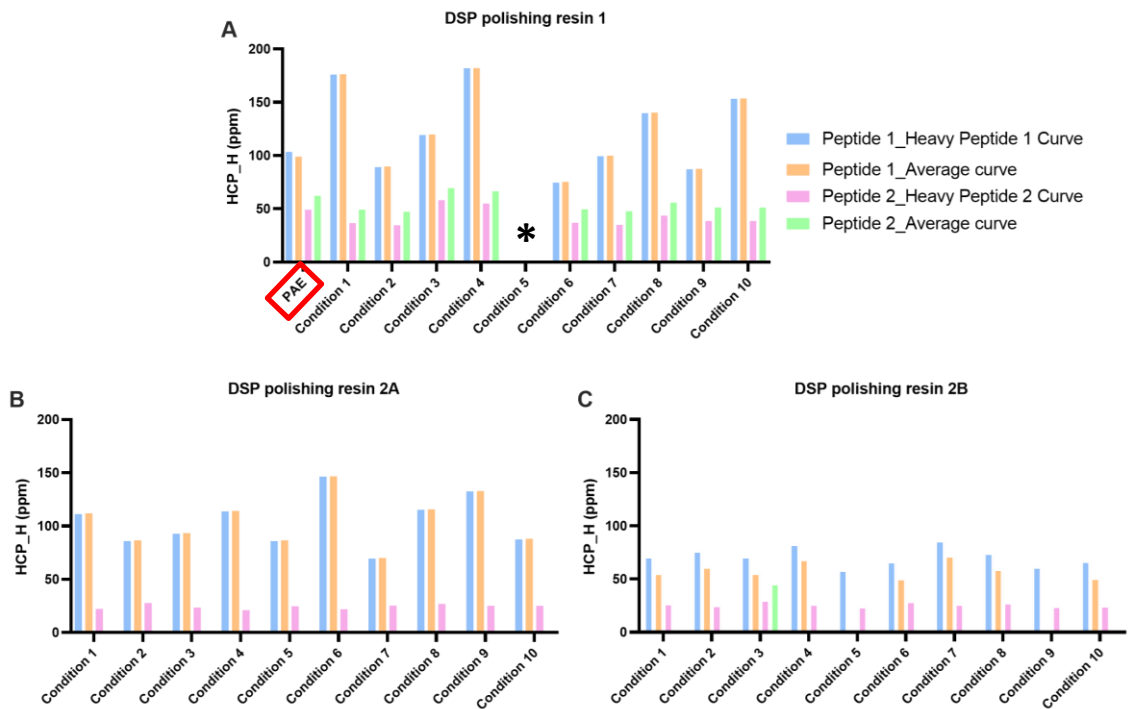 DSP polishing resin 1
A
HCP_H (ppm)
200
150
100
50
0
*
PAE
Condition 1
Condition 2
Condition 3
Condition 4
Condition 5
Condition 6
Condition 7
Condition 8
Condition 9
Condition 10
Peptide 1_Heavy Peptide 1 Curve
Peptide 1_Average curve
Peptide 2_Heavy Peptide 2 Curve
Peptide 2_Average curve
B
DSP polishing resin 2A
HCP_H (ppm)
200
150
100
50
0
Condition 1
Condition 2
Condition 3
Condition 4
Condition 5
Condition 6
Condition 7
Condition 8
Condition 9
Condition 10
C
DSP polishing resin 2B
HCP_H (ppm)
200
150
100
50
0
Condition 1
Condition 2
Condition 3
Condition 4
Condition 5
Condition 6
Condition 7
Condition 8
Condition 9
Condition 10